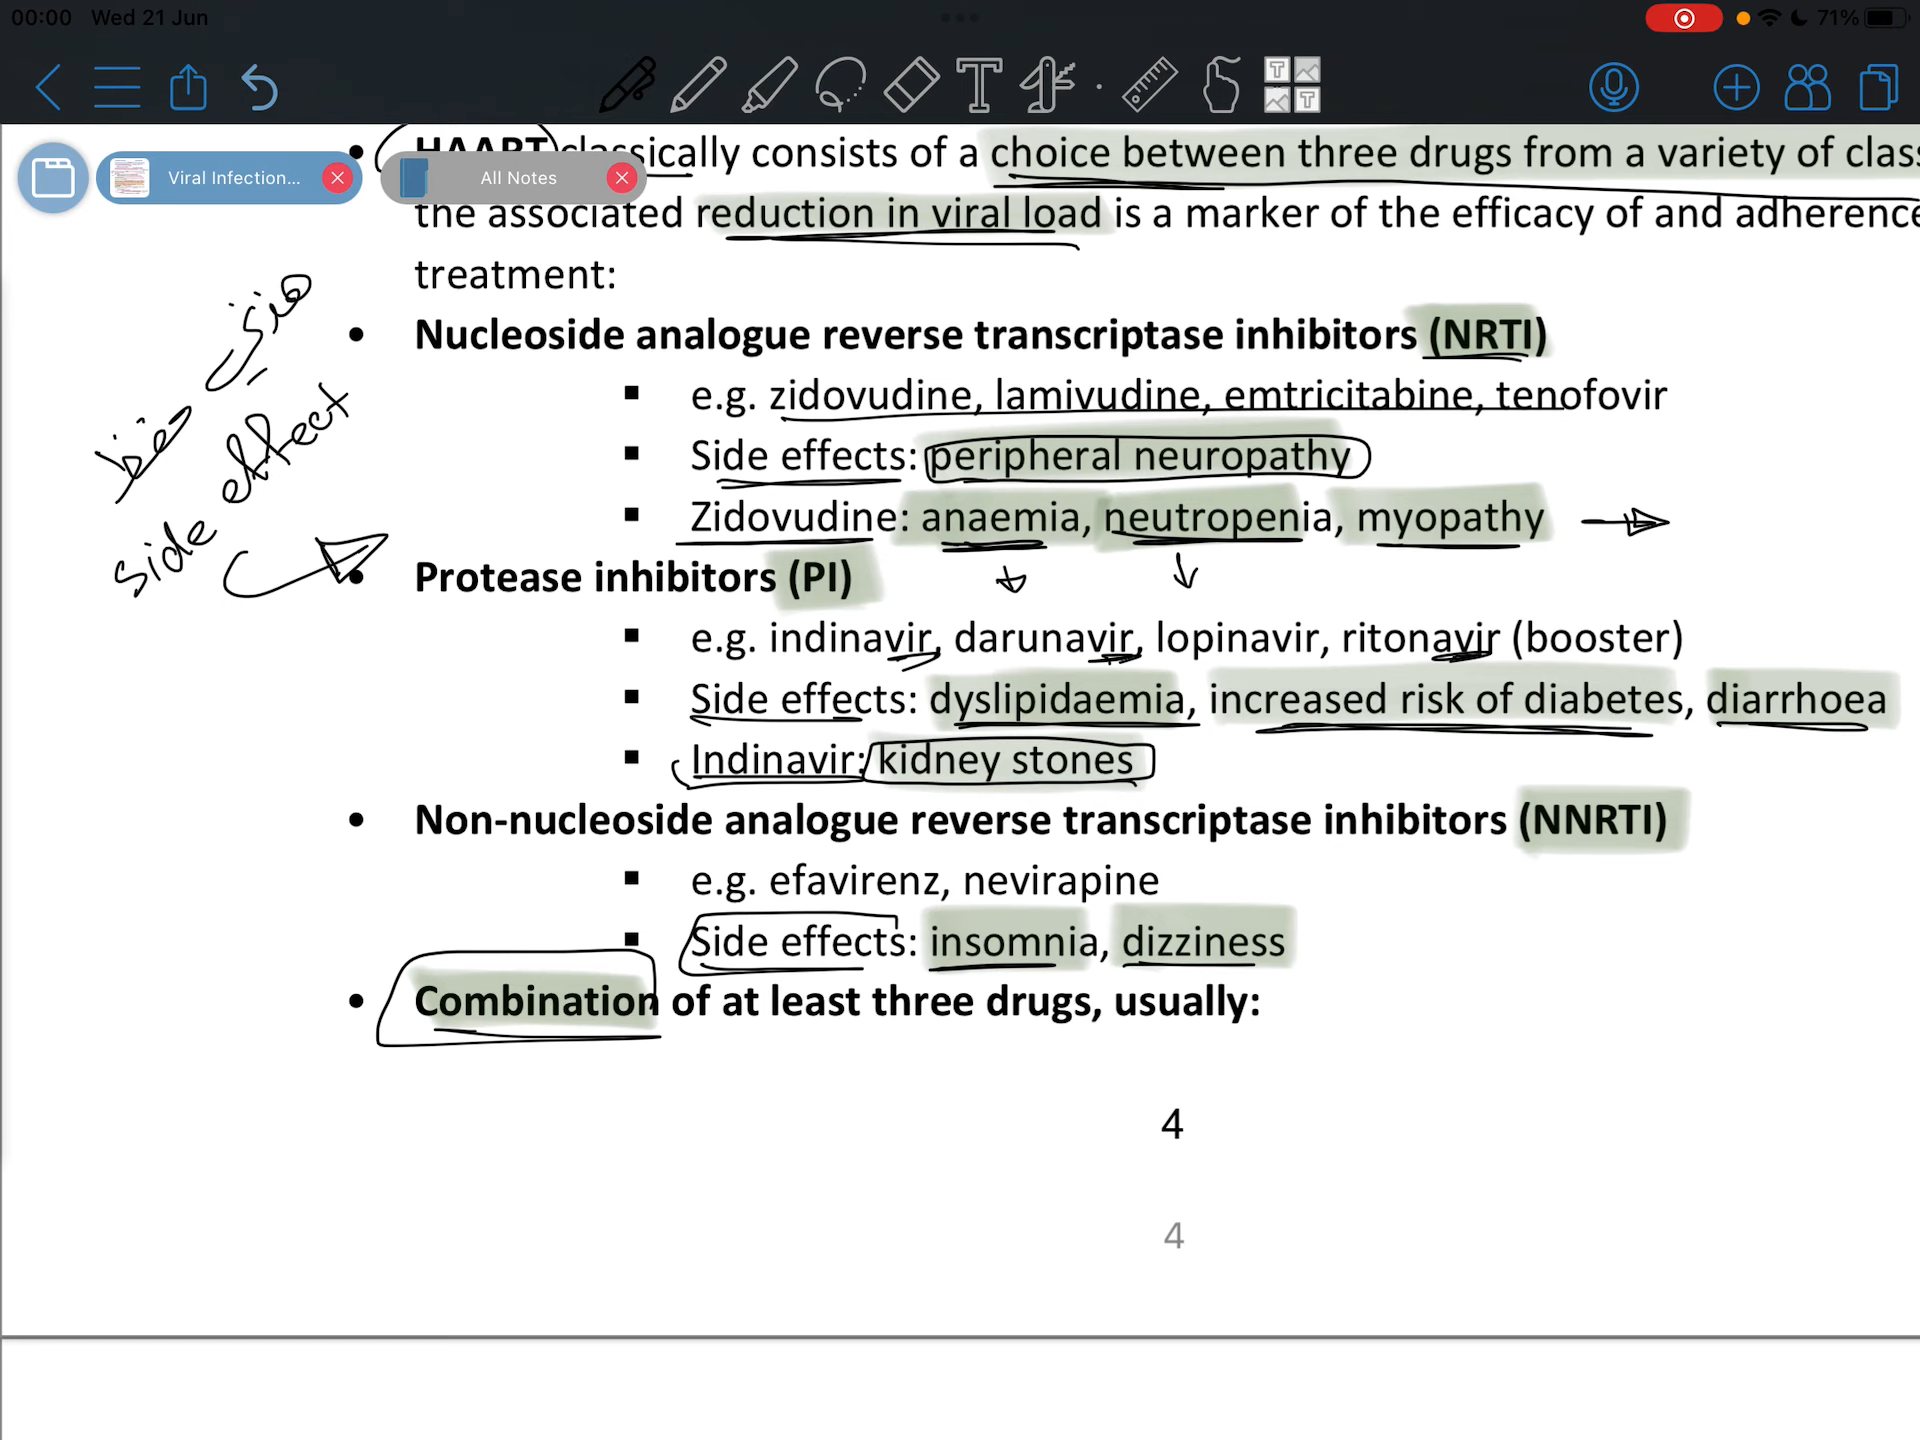 00:00 Wed 21 Jun
71%
Viral Infection...
All Notes
HAART classically consists of a choice between three drugs from a variety of clas
the associated reduction in viral load is a marker of the efficacy of and adherence
treatment:
• Nucleoside analogue reverse transcriptase inhibitors (NRTI)
▪ e.g. zidovudine, lamivudine, emtricitabine, tenofovir
▪ Side effects: peripheral neuropathy
▪ Zidovudine: anaemia, neutropenia, myopathy
side effect
• Protease inhibitors (PI)
▪ e.g. indinavir, darunavir, lopinavir, ritonavir (booster)
▪ Side effects: dyslipidaemia, increased risk of diabetes, diarrhoea
▪ Indinavir: kidney stones
• Non-nucleoside analogue reverse transcriptase inhibitors (NNRTI)
▪ e.g. efavirenz, nevirapine
▪ Side effects: insomnia, dizziness
• Combination of at least three drugs, usually:
4
4